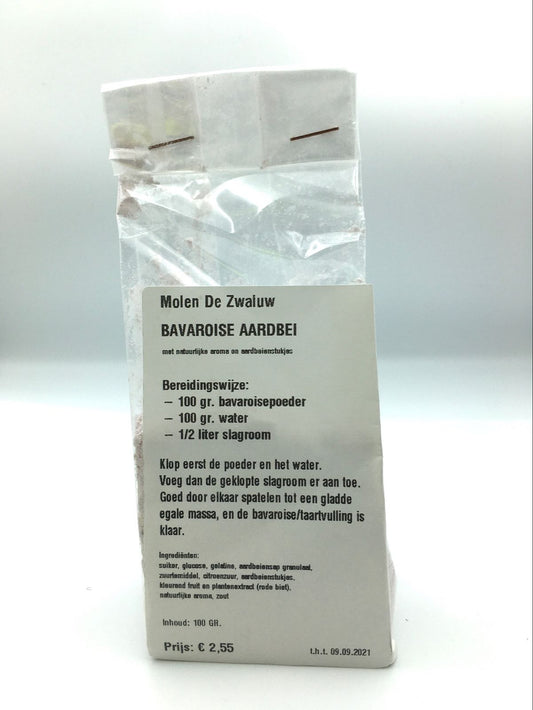 Molen De Zwaluw
BAVAROISE AARDBEI
met natuurlijke aroma en aardbeienstukjes
Bereidingswijze:
– 100 gr. bavaroisepoeder
– 100 gr. water
– 1/2 liter slagroom
Klop eerst de poeder en het water.
Voeg dan de geklopte slagroom er aan toe.
Goed door elkaar spatelen tot een gladde
egale massa, en de bavaroise/taartvulling is
klaar.
Ingrediënten:
suiker, glucose, gelatine, aardbeiensap granulaat,
zuurtemiddel, citroenzuur, aardbeienstukjes,
kleurend fruit en plantenextract (rode biet),
natuurlijke aroma, zout
Inhoud: 100 GR.
Prijs: € 2,55
t.h.t. 09.09.2021